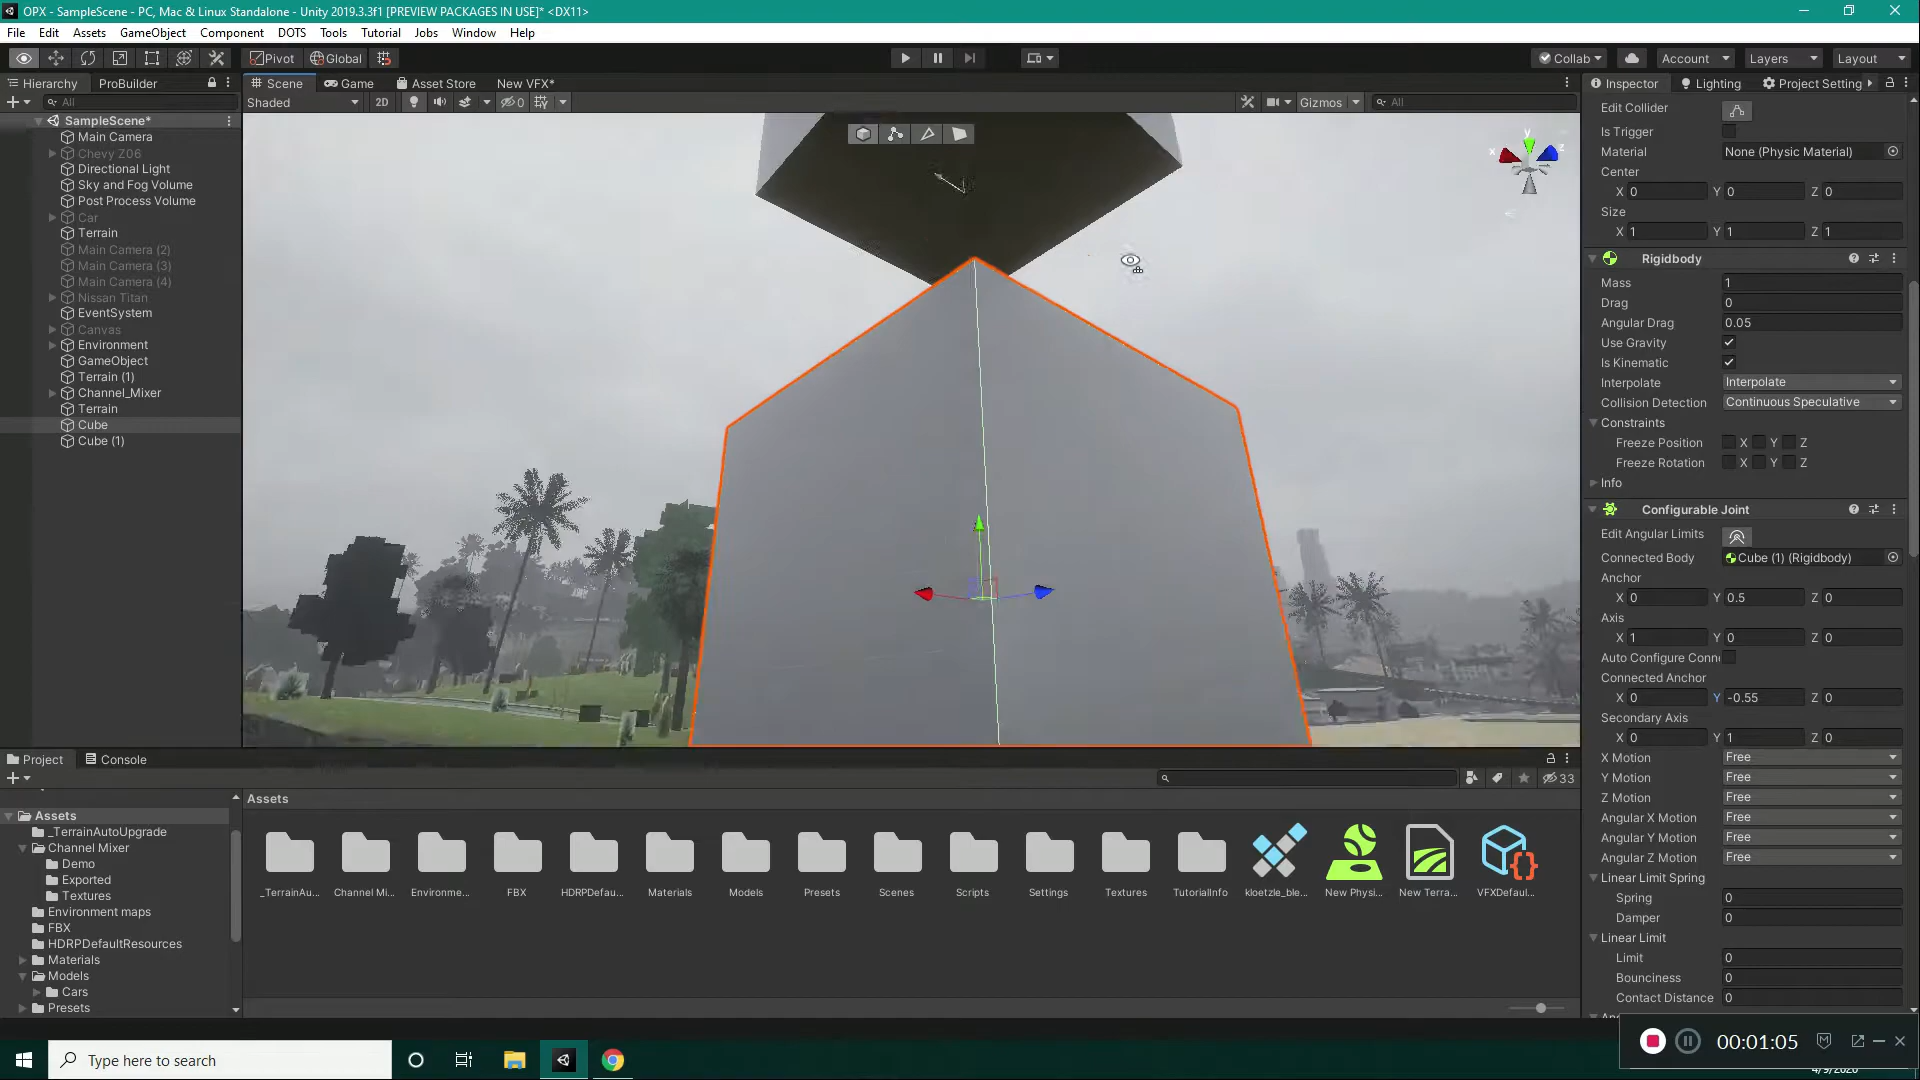 OPX - SampleScene - PC, Mac & Linux Standalone - Unity 2019.3.3f1 [PREVIEW PACKAGES IN USE]* <DX11>
File Edit Assets GameObject Component DOTS Tools Tutorial Jobs Window Help
Pivot Global Collab Account Layers Layout
Hierarchy ProBuilder
All
SampleScene*
Main Camera
Chevy Z06
Directional Light
Sky and Fog Volume
Post Process Volume
Car
Terrain
Main Camera (2)
Main Camera (3)
Main Camera (4)
Nissan Titan
EventSystem
Canvas
Environment
GameObject
Terrain (1)
Channel_Mixer
Terrain
Cube
Cube (1)
Scene Game Asset Store New VFX*
Shaded 2D 0 Gizmos All
y
x z
Inspector Lighting Project Setting
Edit Collider
Is Trigger
Material None (Physic Material)
Center
X 0 Y 0 Z 0
Size
X 1 Y 1 Z 1
Rigidbody
Mass 1
Drag 0
Angular Drag 0.05
Use Gravity
Is Kinematic
Interpolate Interpolate
Collision Detection Continuous Speculative
Constraints
Freeze Position X Y Z
Freeze Rotation X Y Z
Info
Configurable Joint
Edit Angular Limits
Connected Body Cube (1) (Rigidbody)
Anchor
X 0 Y 0.5 Z 0
Axis
X 1 Y 0 Z 0
Auto Configure Conn
Connected Anchor
X 0 Y -0.55 Z 0
Secondary Axis
X 0 Y 1 Z 0
X Motion Free
Y Motion Free
Z Motion Free
Angular X Motion Free
Angular Y Motion Free
Angular Z Motion Free
Linear Limit Spring
Spring 0
Damper 0
Linear Limit
Limit 0
Bounciness 0
Contact Distance 0
Project Console
33
Assets
_TerrainAutoUpgrade
Channel Mixer
Demo
Exported
Textures
Environment maps
FBX
HDRPDefaultResources
Materials
Models
Cars
Presets
Assets
_TerrainAu... Channel Mi... Environme... FBX HDRPDefau... Materials Models Presets Scenes Scripts Settings Textures TutorialInfo kloetzle_ble... New Physi... New Terra... VFXDefaul...
00:01:05
Type here to search
4/9/2020